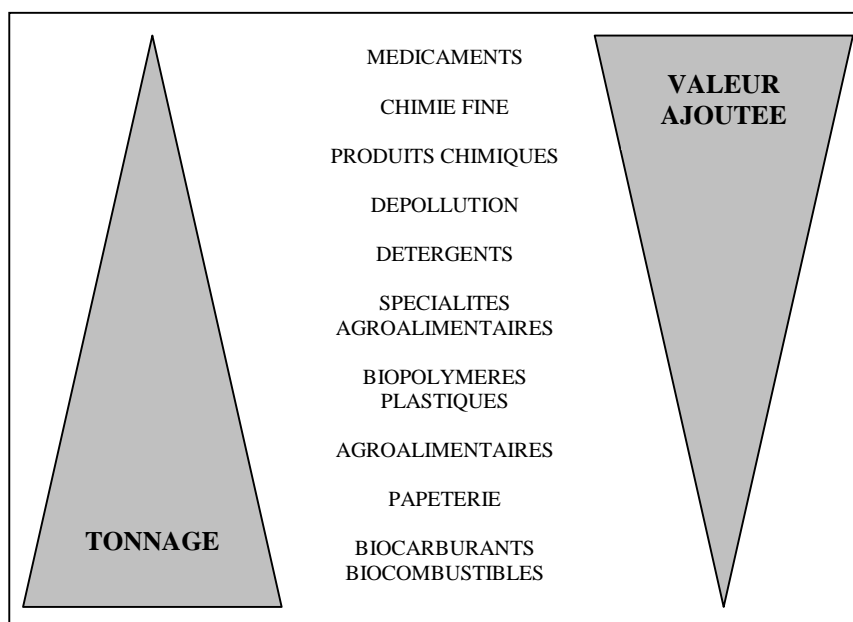 MEDICAMENTS
VALEUR
AJOUTEE
CHIMIE FINE
PRODUITS CHIMIQUES
DEPOLLUTION
DETERGENTS
SPECIALITES
AGROALIMENTAIRES
BIOPOLYMERES
PLASTIQUES
AGROALIMENTAIRES
PAPETERIE
TONNAGE
BIOCARBURANTS
BIOCOMBUSTIBLES